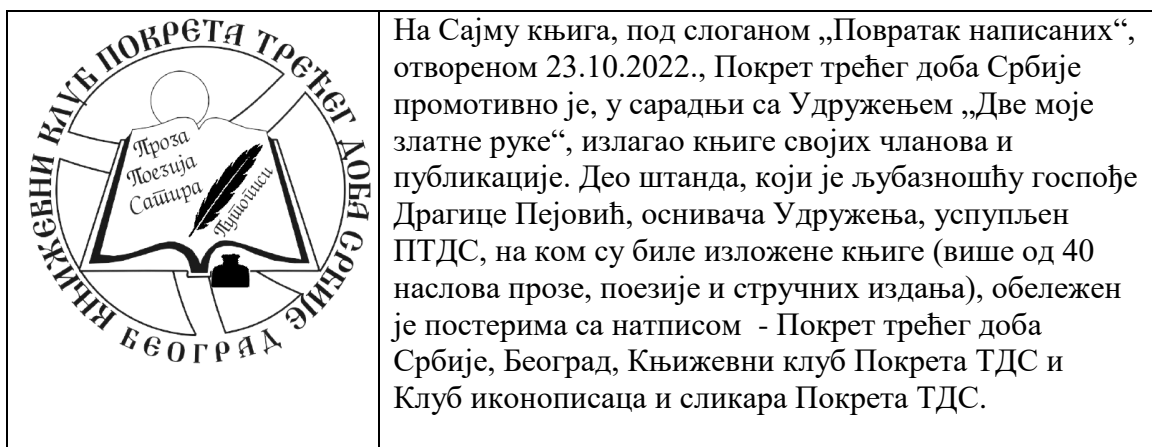 КЊИЖЕВНИ КЛУБ ПОКРЕТА ТРЕЋЕГ ДОБА СРБИЈЕ
БЕОГРАД
Проза
Поезија
Сатира
Путописи
На Сајму књига, под слоганом „Повратак написаних“,
отвореном 23.10.2022., Покрет трећег доба Србије
промотивно је, у сарадњи са Удружењем „Две моје
златне руке“, излагао књиге својих чланова и
публикације. Део штанда, који је љубазношћу госпође
Драгице Пејовић, оснивача Удружења, успупљен
ПТДС, на ком су биле изложене књиге (више од 40
наслова прозе, поезије и стручних издања), обележен
је постерима са натписом - Покрет трећег доба
Србије, Београд, Књижевни клуб Покрета ТДС и
Клуб иконописаца и сликара Покрета ТДС.